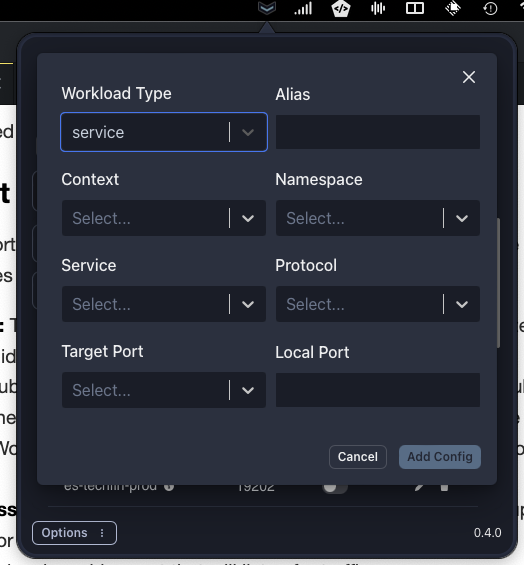 Workload Type
Alias
service
Context
Namespace
Select...
Select...
Service
Protocol
Select...
Select...
Target Port
Local Port
Select...
Cancel
Add Config
es-techfin-prod
19202
Options
0.4.0